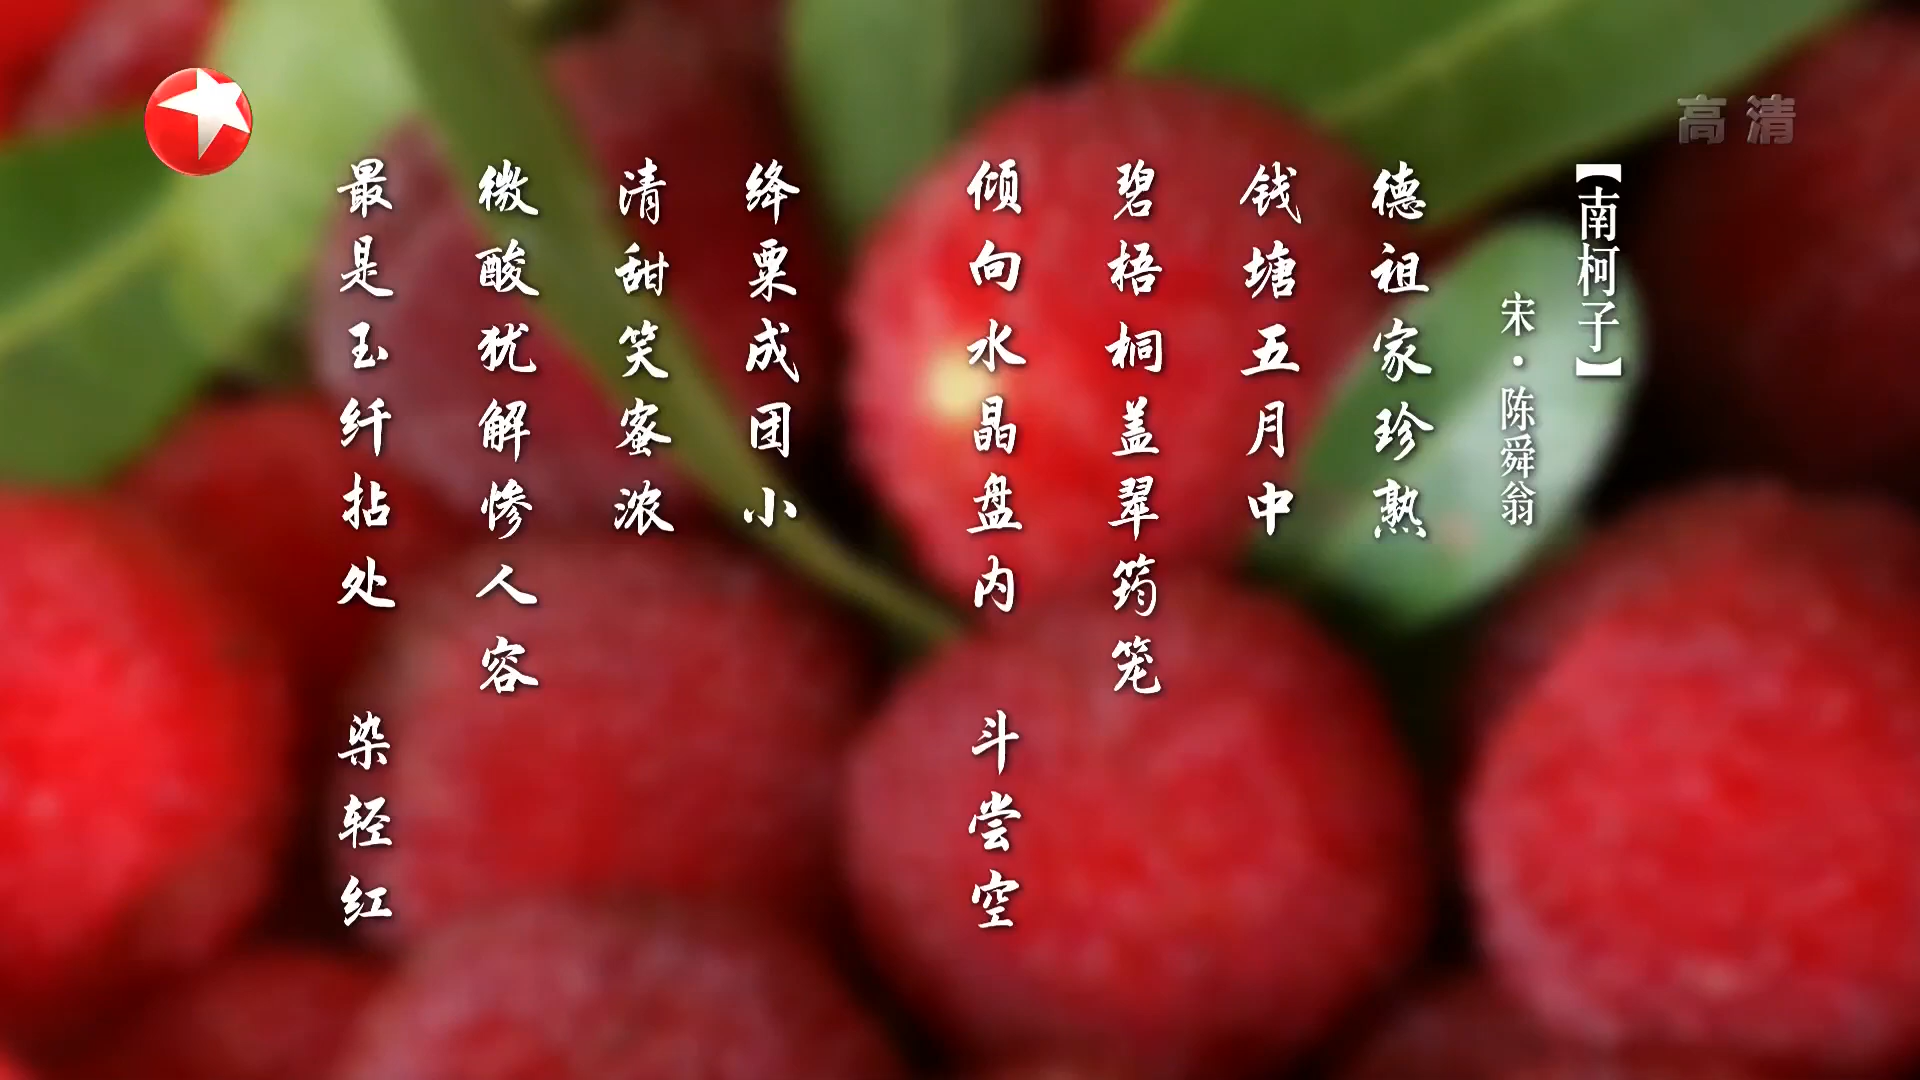 高清
【南柯子】
宋·陈舜翁
德祖家珍熟
钱塘五月中
碧梧桐盖翠筠笼
倾向水晶盘内 斗尝空
绛粟成团小
清甜笑蜜浓
微酸犹解惨人容
最是玉纤拈处 染轻红